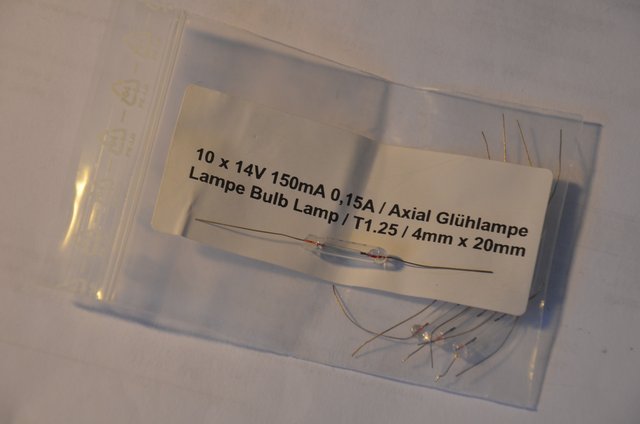 10 x 14V 150mA 0,15A / Axial Glühlampe
Lampe Bulb Lamp / T1.25 / 4mm x 20mm